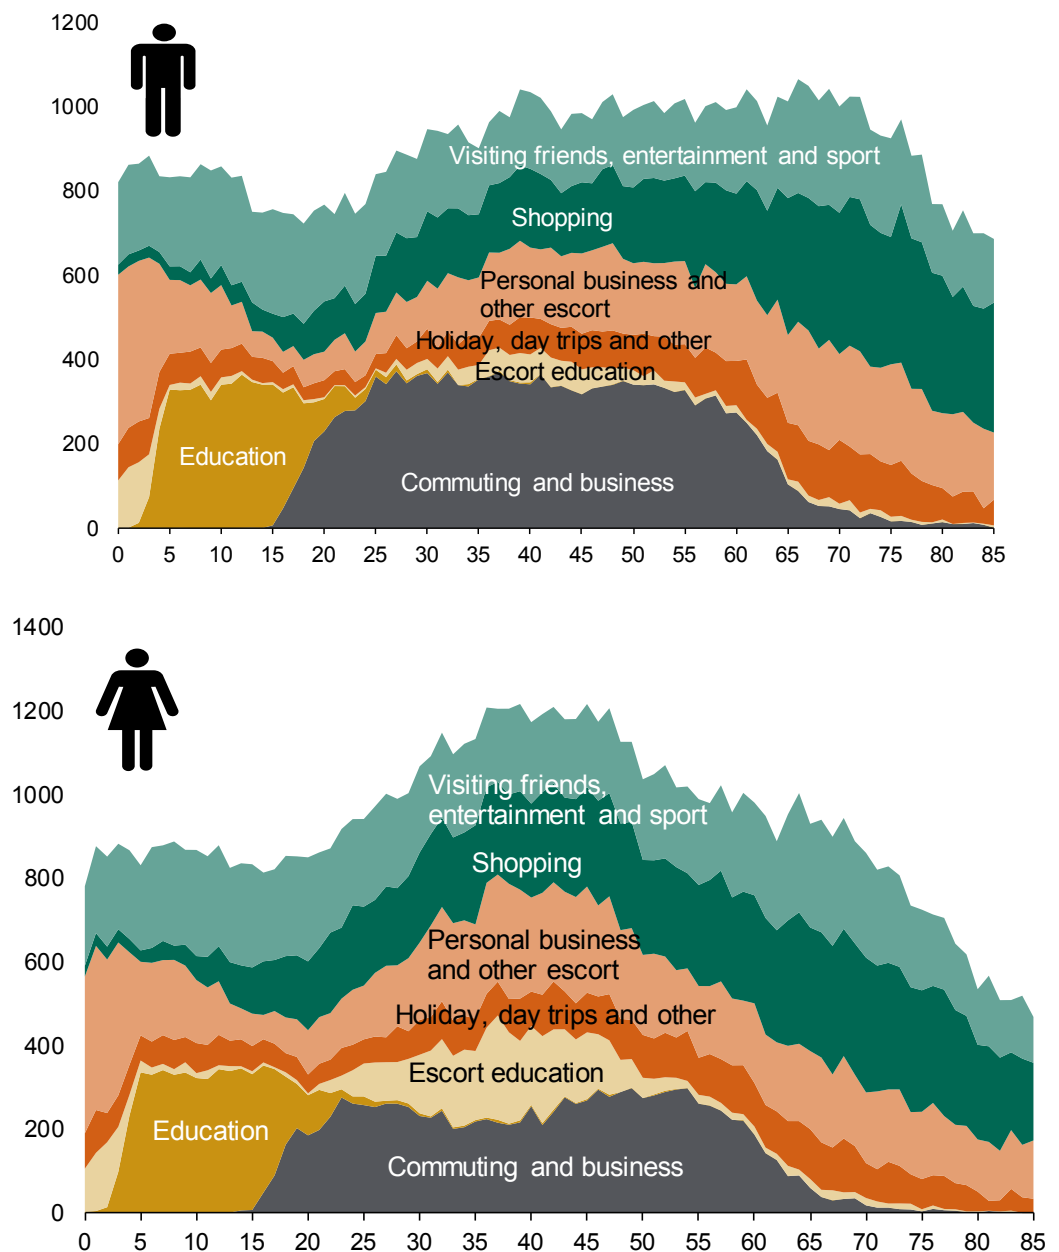 1200
1000
800
600
400
200
0
Visiting friends, entertainment and sport
Shopping
Personal business and
other escort
Holiday, day trips and other
Escort education
Education
Commuting and business
0 5 10 15 20 25 30 35 40 45 50 55 60 65 70 75 80 85
1400
1200
1000
800
600
400
200
0
Visiting friends,
entertainment and sport
Shopping
Personal business
and other escort
Holiday, day trips and other
Escort education
Education
Commuting and business
0 5 10 15 20 25 30 35 40 45 50 55 60 65 70 75 80 85